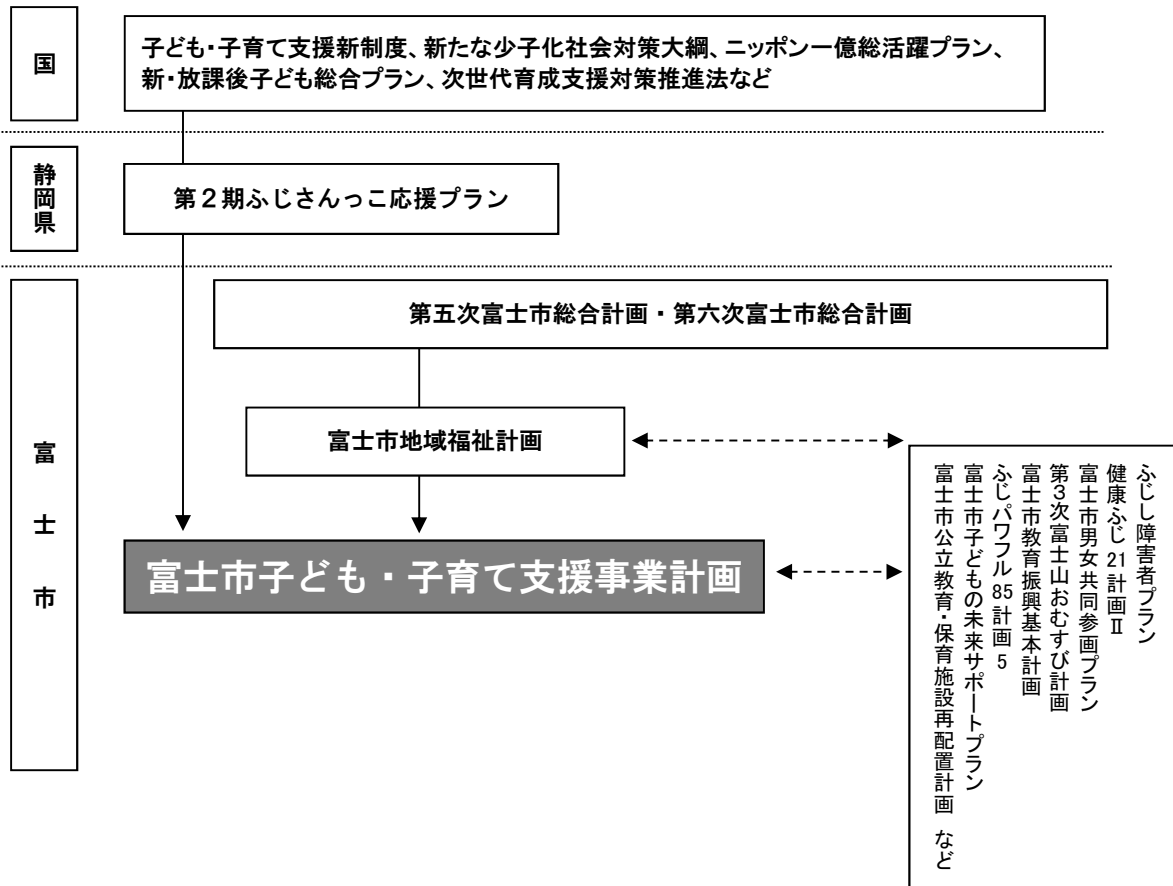 国
子ども・子育て支援新制度、新たな少子化社会対策大綱、ニッポン一億総活躍プラン、
新・放課後子ども総合プラン、次世代育成支援対策推進法など
静岡県
第２期ふじさんっこ応援プラン
富士市
第五次富士市総合計画・第六次富士市総合計画
富士市地域福祉計画
富士市子ども・子育て支援事業計画
ふじし障害者プラン
健康ふじ 21 計画Ⅱ
富士市男女共同参画プラン
第３次富士山おむすび計画
富士市教育振興基本計画
ふじパワフル 85 計画 5
富士市子どもの未来サポートプラン
富士市公立教育・保育施設再配置計画 など